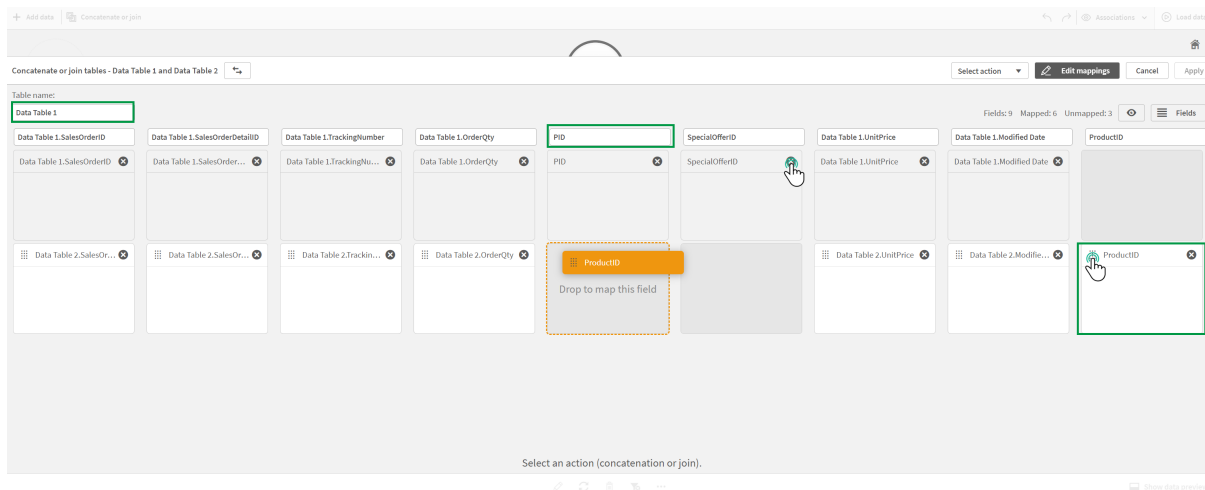 Add data Concatenate or join Associations Load data
Concatenate or join tables - Data Table 1 and Data Table 2 Select action Edit mappings Cancel Apply
Table name:
Data Table 1 Fields: 9 Mapped: 6 Unmapped: 3 Fields
Data Table 1.SalesOrderID Data Table 1.SalesOrderDetailID Data Table 1.TrackingNumber Data Table 1.OrderQty PID SpecialOfferID Data Table 1.UnitPrice Data Table 1.Modified Date ProductID
Data Table 1.SalesOrderID Data Table 1.SalesOrder... Data Table 1.TrackingNu... Data Table 1.OrderQty PID SpecialOfferID Data Table 1.UnitPrice Data Table 1.Modified Date
Data Table 2.SalesOr... Data Table 2.SalesOr... Data Table 2.Trackin... Data Table 2.OrderQty ProductID Data Table 2.UnitPrice Data Table 2.Modifie... ProductID
Drop to map this field
Select an action (concatenation or join).
Show data preview